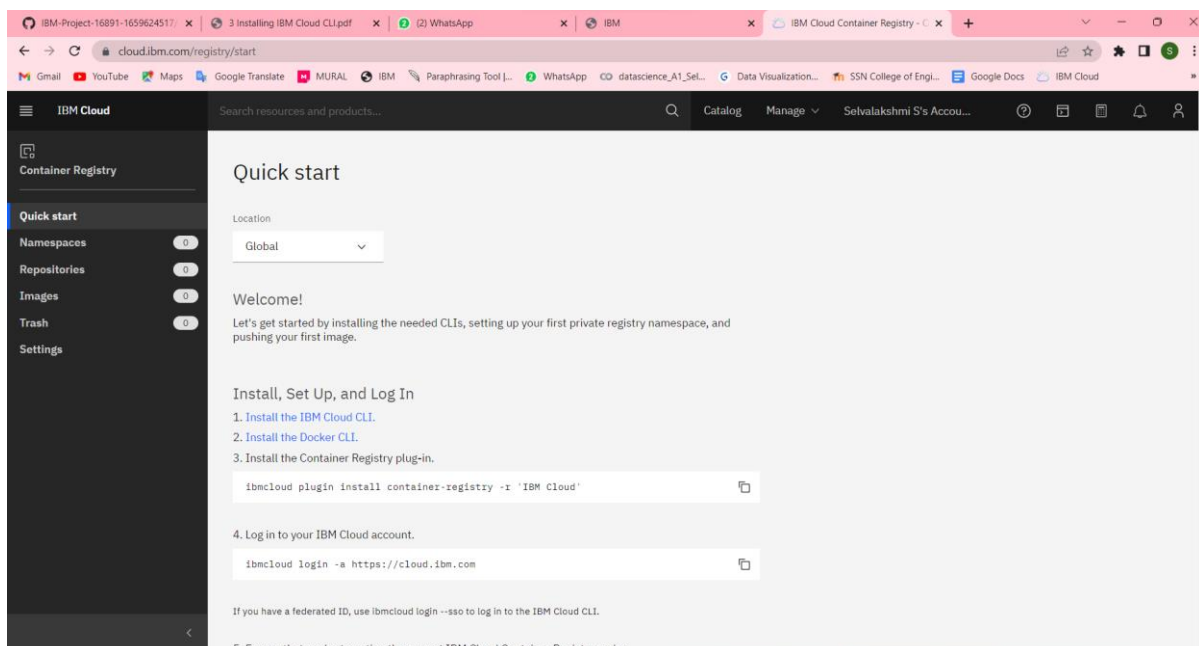 IBM-Project-16891-1659624517/
3 Installing IBM Cloud CLI.pdf
(2) WhatsApp
IBM
IBM Cloud Container Registry - C
cloud.ibm.com/registry/start
S
Gmail
YouTube
Maps
Google Translate
MURAL
IBM
Paraphrasing Tool |...
WhatsApp
datascience_A1_Sel...
Data Visualization...
SSN College of Engi...
Google Docs
IBM Cloud
IBM Cloud
Search resources and products...
Catalog
Manage
Selvalakshmi S's Accou...
Container Registry
Quick start
Namespaces 0
Repositories 0
Images 0
Trash 0
Settings
Quick start
Location
Global
Welcome!
Let's get started by installing the needed CLIs, setting up your first private registry namespace, and
pushing your first image.
Install, Set Up, and Log In
1. Install the IBM Cloud CLI.
2. Install the Docker CLI.
3. Install the Container Registry plug-in.
ibmcloud plugin install container-registry -r 'IBM Cloud'
4. Log in to your IBM Cloud account.
ibmcloud login -a https://cloud.ibm.com
If you have a federated ID, use ibmcloud login --sso to log in to the IBM Cloud CLI.